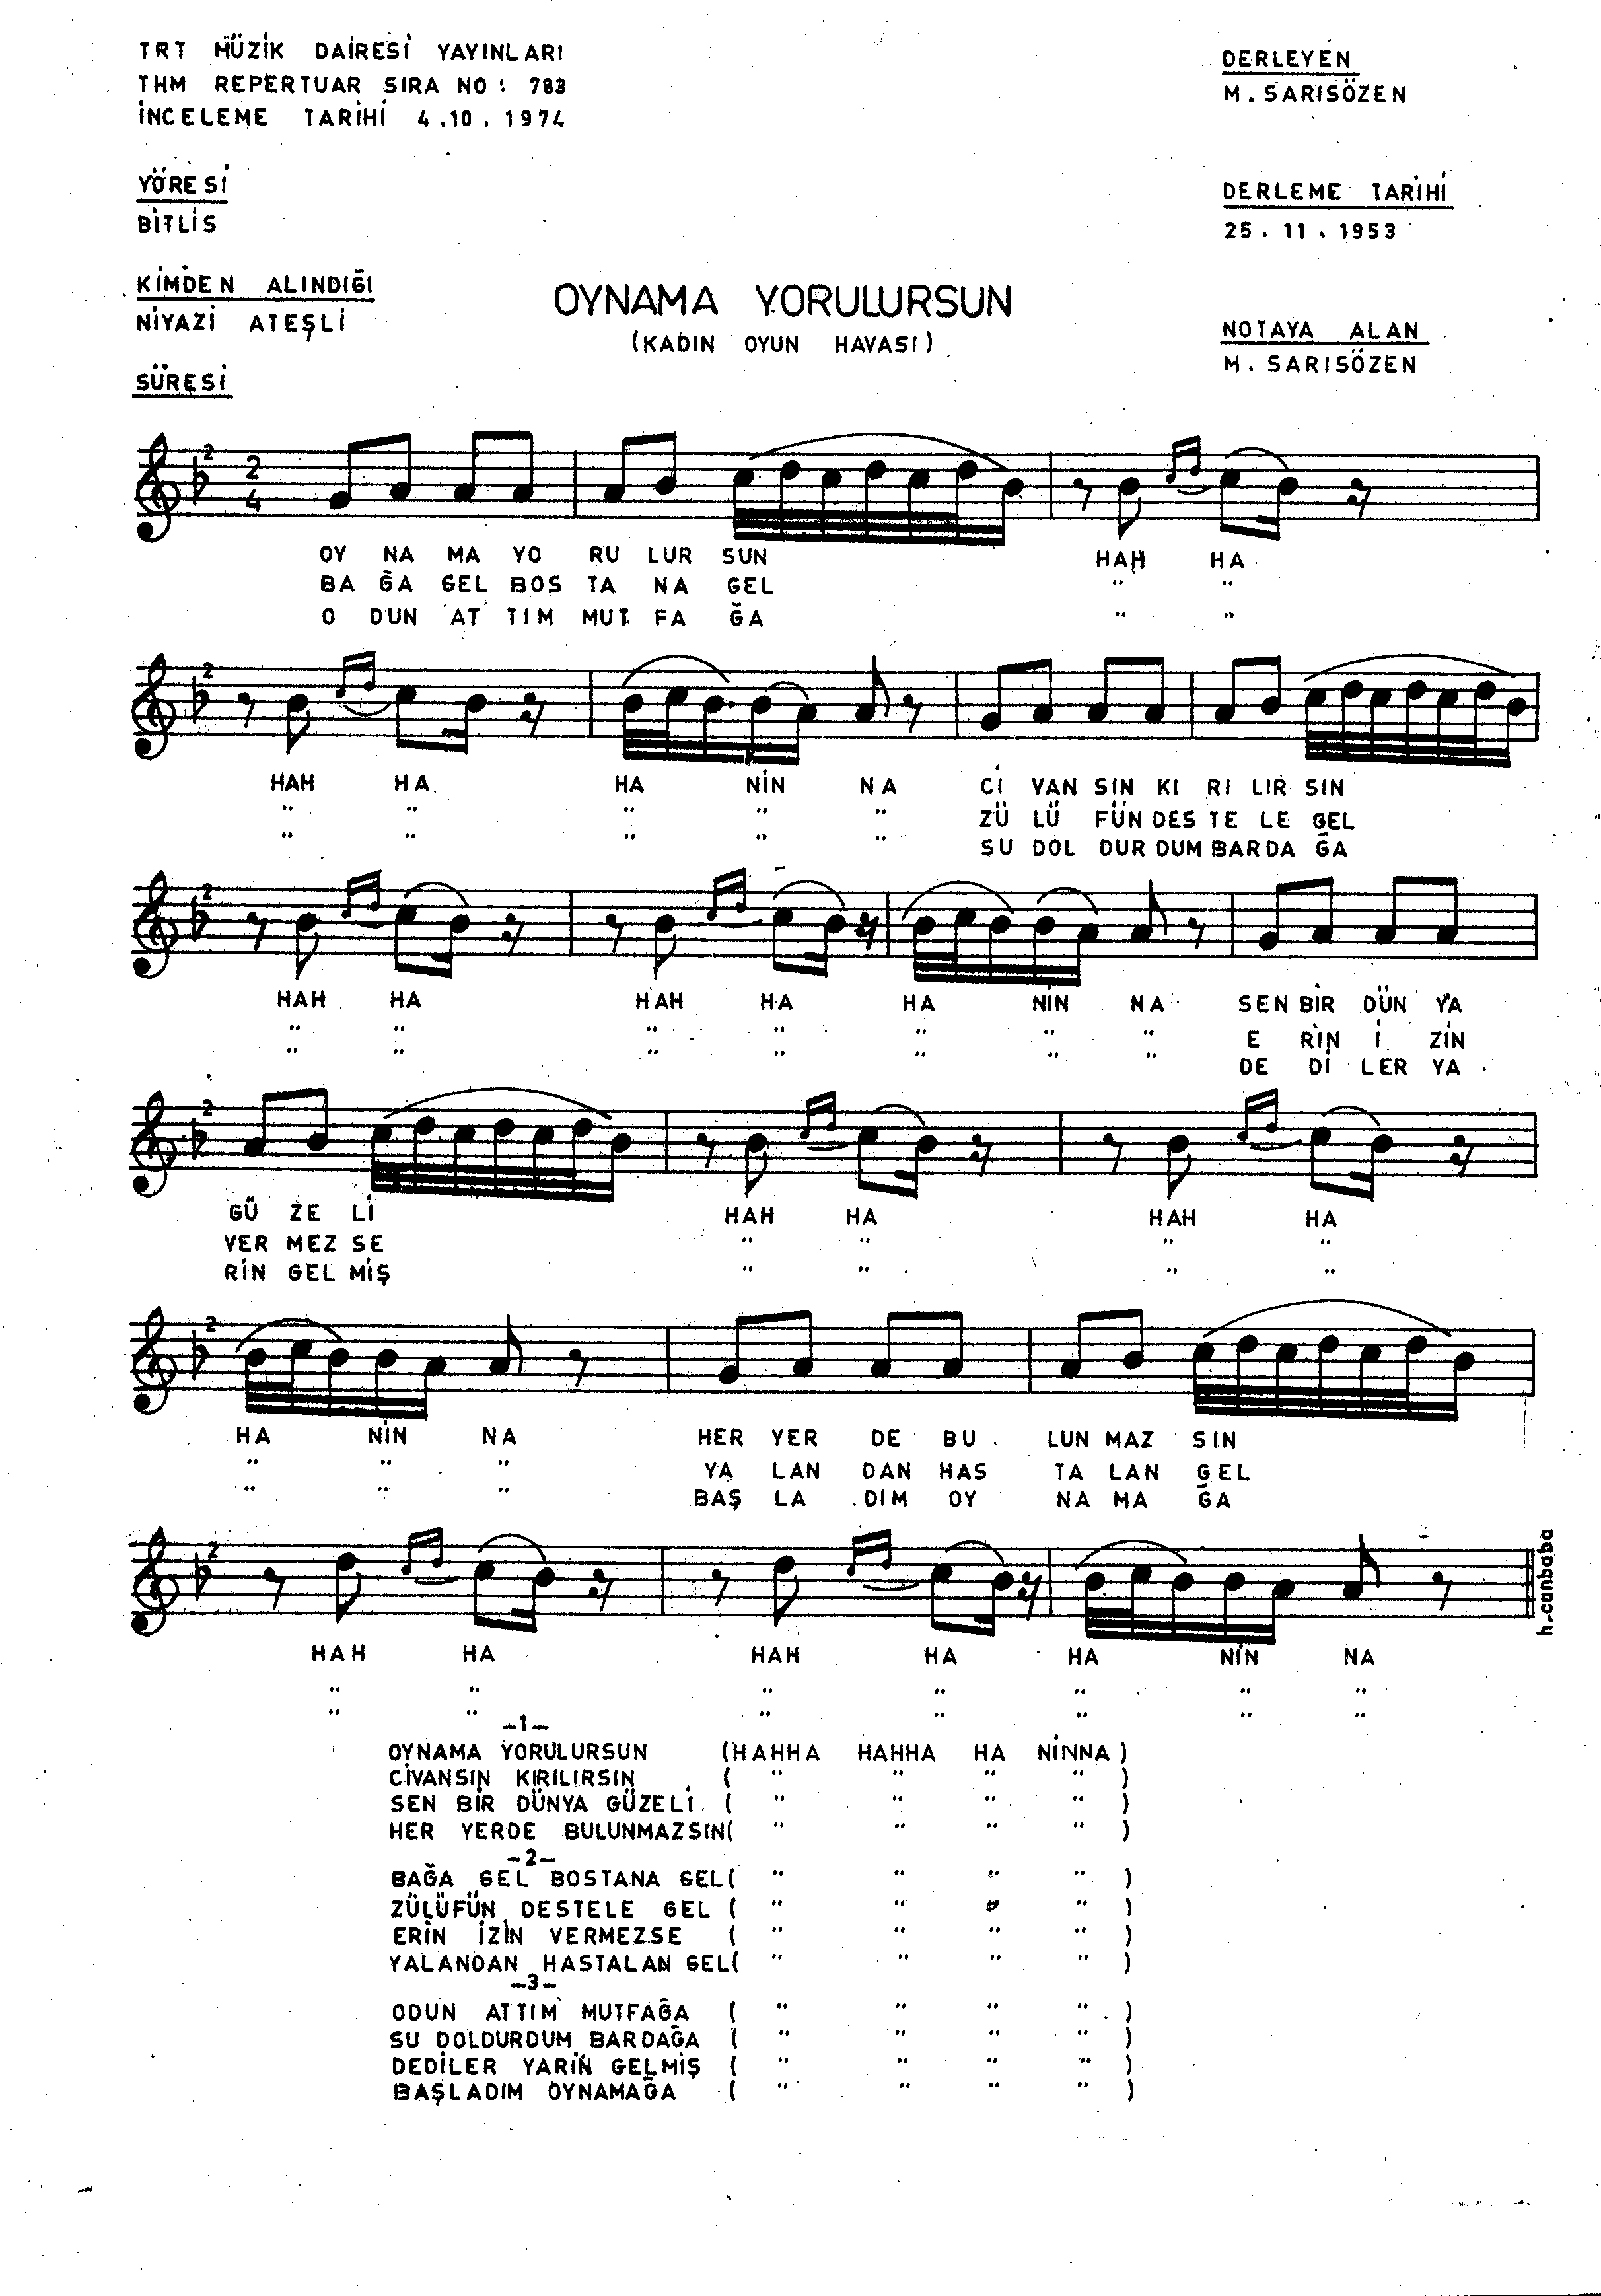 TRT MÜZİK DAİRESİ YAYINLARI
THM REPERTUAR SIRA NO : 783
İNCELEME TARİHİ 4.10.1974
DERLEYEN
M. SARISÖZEN
YÖRESİ
BİTLİS
DERLEME TARİHİ
25.11.1953
KİMDEN ALINDIĞI
NİYAZİ ATEŞLİ
OYNAMA YORULURSUN
(KADIN OYUN HAVASI)
NOTAYA ALAN
M. SARISÖZEN
SÜRESİ
2 2 4
OY NA MA YO RU LUR SUN HAH HA
BA ĞA GEL BOS TA NA GEL " "
O DUN AT TIM MUT FA ĞA " "
2
HAH HA HA NİN NA Cİ VAN SIN KI RI LIR SIN
" " " " " ZÜ LÜ FÜN DES TE LE GEL
" " " " " SU DOL DUR DUM BAR DA ĞA
2
HAH HA HAH HA HA NİN NA SEN BİR DÜN YA
" " " " " " " E RİN İ ZİN
" " " " " " " DE Dİ LER YA
2
GÜ ZE Lİ HAH HA HAH HA
VER MEZ SE " " " "
RİN GEL MİŞ " " " "
2
HA NİN NA HER YER DE BU LUN MAZ SIN
" " " YA LAN DAN HAS TA LAN GEL
" " " BAŞ LA DIM OY NA MA ĞA
2
h.canbaba
HAH HA HAH HA HA NİN NA
" " " " " " "
" " " " " " "
-1-
OYNAMA YORULURSUN (HAHHA HAHHA HA NİNNA)
CİVANSIN KIRILIRSIN ( " " " " )
SEN BİR DÜNYA GÜZELİ ( " " " " )
HER YERDE BULUNMAZSIN( " " " " )
-2-
BAĞA GEL BOSTANA GEL( " " " " )
ZÜLÜFÜN DESTELE GEL ( " " " " )
ERİN İZİN VERMEZSE ( " " " " )
YALANDAN HASTALAN GEL( " " " " )
-3-
ODUN ATTIM MUTFAĞA ( " " " " )
SU DOLDURDUM BARDAĞA ( " " " " )
DEDİLER YARİN GELMİŞ ( " " " " )
BAŞLADIM OYNAMAĞA ( " " " " )